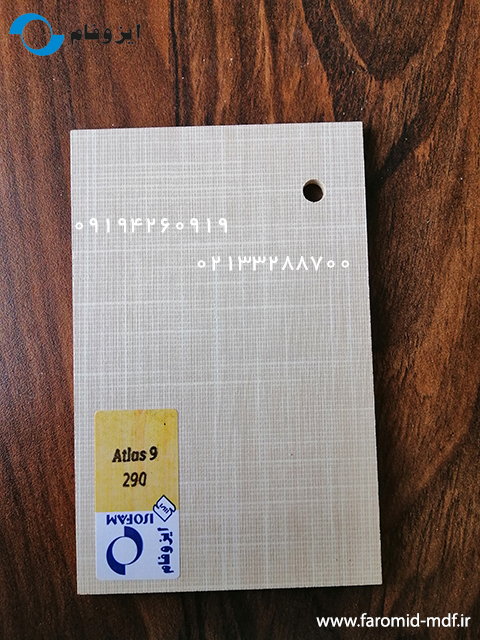 ایزوفام
۰۹۱۹۴۲۶۰۹۱۹
۰۲۱۳۳۲۸۸۷۰۰
Atlas 9
290
ISOFAM
ایزوفام
www.faromid-mdf.ir